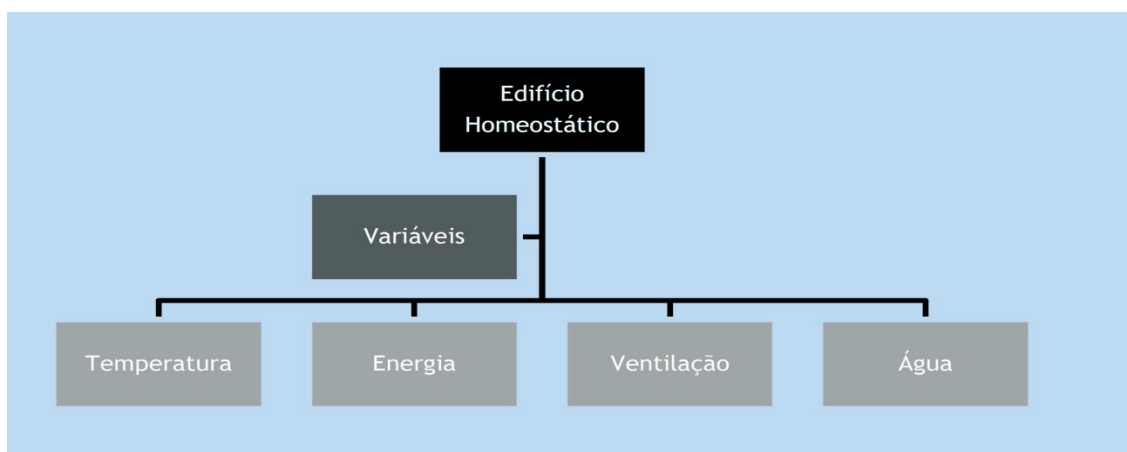 Edifício
Homeostático
Variáveis
Temperatura
Energia
Ventilação
Água